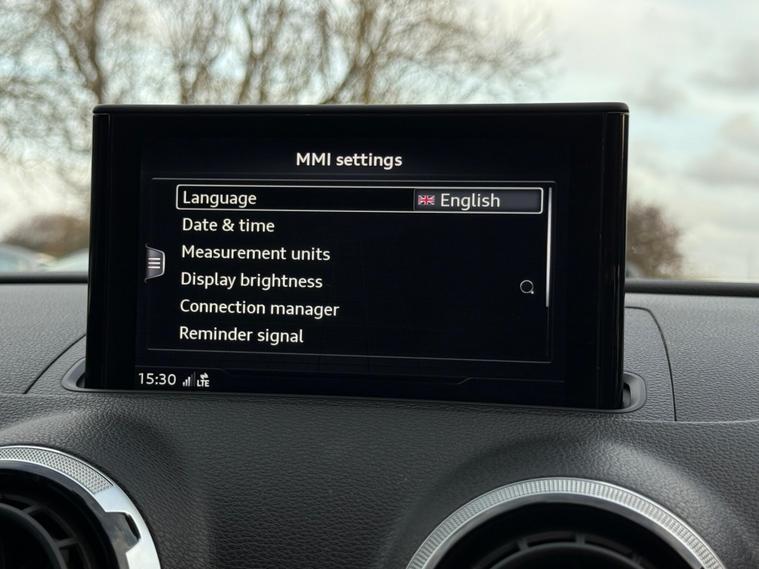 MMI settings
Language English
Date & time
Measurement units
Display brightness
Connection manager
Reminder signal
15:30 LTE